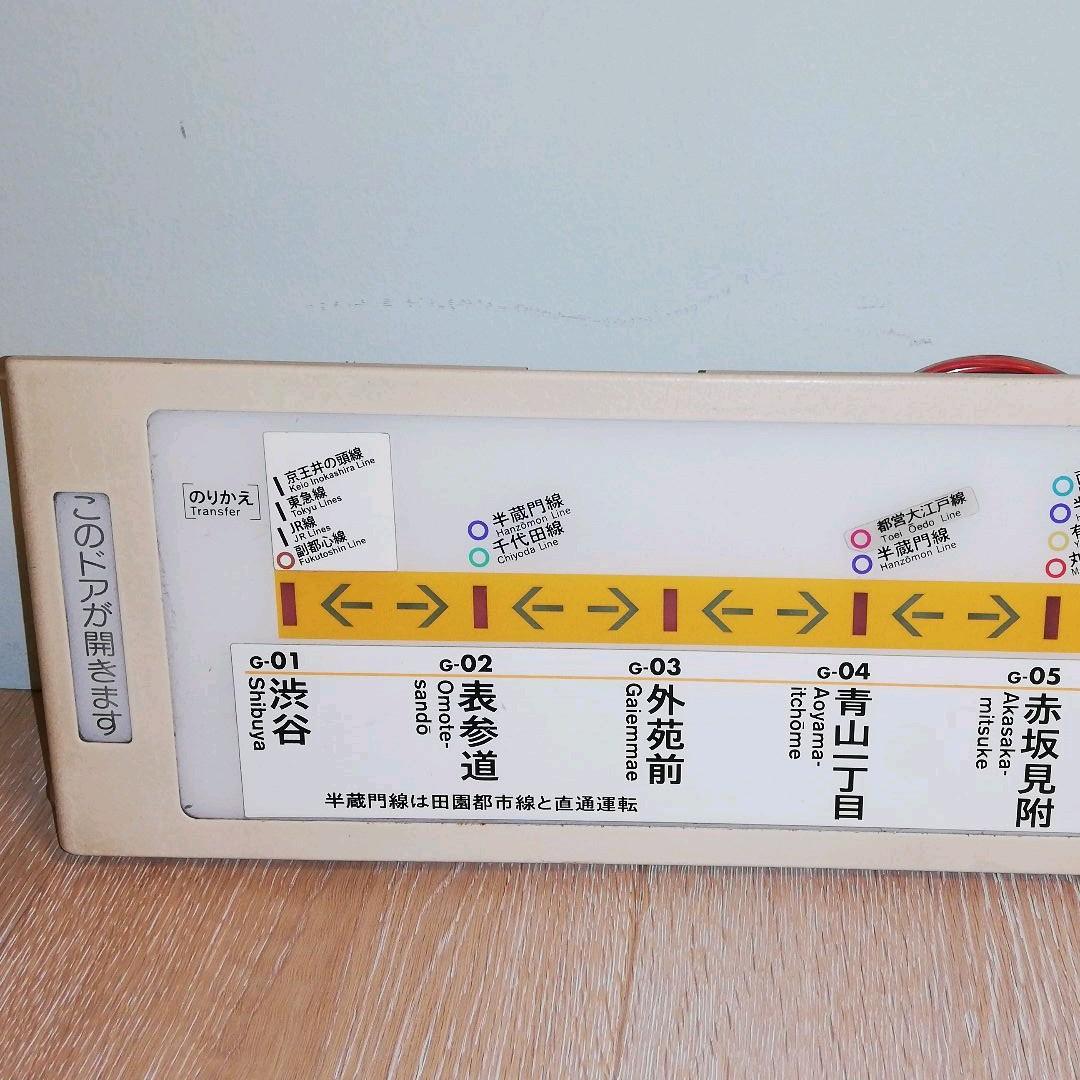 このドアが開きます
のりかえ
Transfer
京王井の頭線
Keio Inokashira Line
東急線
Tokyu Lines
JR線
JR Lines
副都心線
Fukutoshin Line
半蔵門線
Hanzōmon Line
千代田線
Chiyoda Line
都営大江戸線
Toei Ōedo Line
半蔵門線
Hanzōmon Line
G-01
渋谷
Shibuya
G-02
表参道
Omote-
sandō
G-03
外苑前
Gaiemmae
G-04
青山一丁目
Aoyama-
itchōme
G-05
赤坂見附
Akasaka-
mitsuke
半蔵門線は田園都市線と直通運転